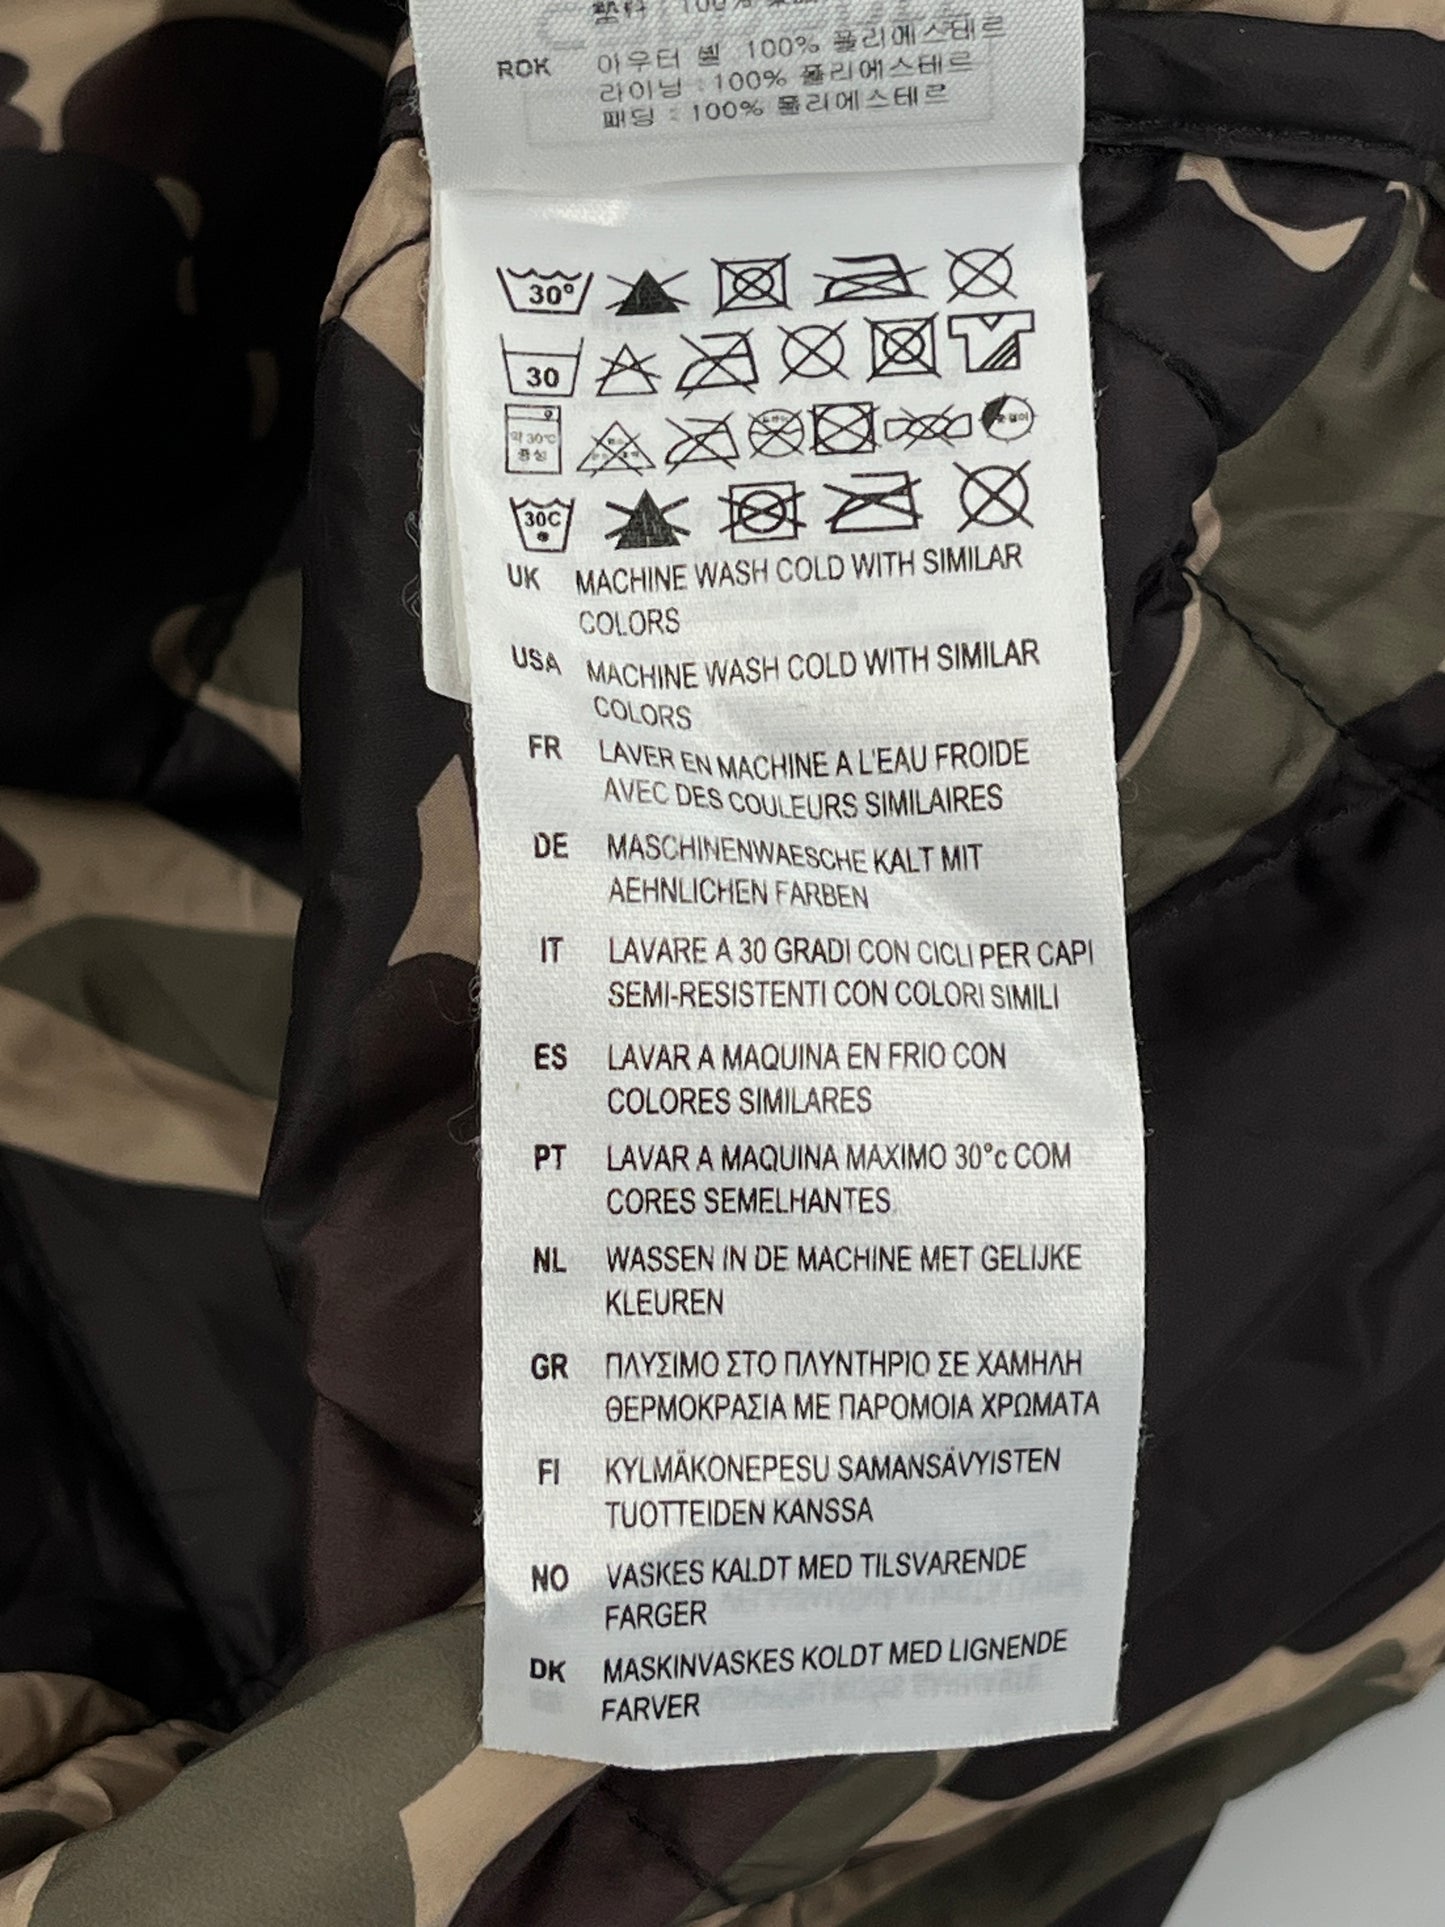 100%
ROK 아우터 쉘 100% 폴리에스테르
라이닝 : 100% 폴리에스테르
패딩 : 100% 폴리에스테르
30°
30
약 30℃
중성
30C
UK MACHINE WASH COLD WITH SIMILAR
COLORS
USA MACHINE WASH COLD WITH SIMILAR
COLORS
FR LAVER EN MACHINE A L'EAU FROIDE
AVEC DES COULEURS SIMILAIRES
DE MASCHINENWAESCHE KALT MIT
AEHNLICHEN FARBEN
IT LAVARE A 30 GRADI CON CICLI PER CAPI
SEMI-RESISTENTI CON COLORI SIMILI
ES LAVAR A MAQUINA EN FRIO CON
COLORES SIMILARES
PT LAVAR A MAQUINA MAXIMO 30°c COM
CORES SEMELHANTES
NL WASSEN IN DE MACHINE MET GELIJKE
KLEUREN
GR ΠΛΥΣΙΜΟ ΣΤΟ ΠΛΥΝΤΗΡΙΟ ΣΕ ΧΑΜΗΛΗ
ΘΕΡΜΟΚΡΑΣΙΑ ΜΕ ΠΑΡΟΜΟΙΑ ΧΡΩΜΑΤΑ
FI KYLMÄKONEPESU SAMANSÄVYISTEN
TUOTTEIDEN KANSSA
NO VASKES KALDT MED TILSVARENDE
FARGER
DK MASKINVASKES KOLDT MED LIGNENDE
FARVER